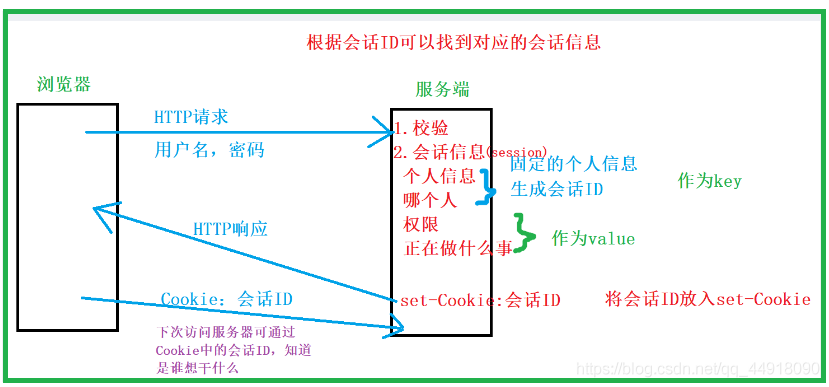 根据会话ID可以找到对应的会话信息
浏览器
服务端
HTTP请求
用户名，密码
1.校验
2.会话信息(session)
个人信息
哪个人
权限
正在做什么事
固定的个人信息
生成会话ID
作为key
作为value
HTTP响应
Cookie：会话ID
set-Cookie:会话ID
将会话ID放入set-Cookie
下次访问服务器可通过
Cookie中的会话ID，知道
是谁想干什么
https://blog.csdn.net/qq_44918090